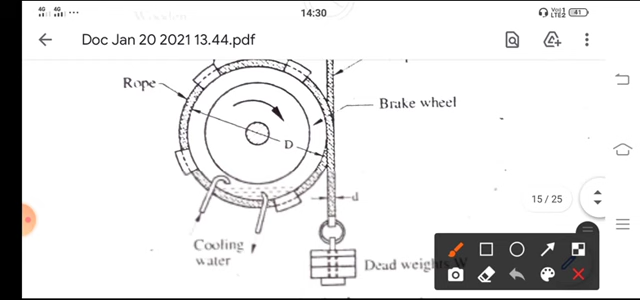 14:30
Doc Jan 20 2021 13.44.pdf
Rope
Brake wheel
D
d
15 / 25
Cooling
water
Dead weights W